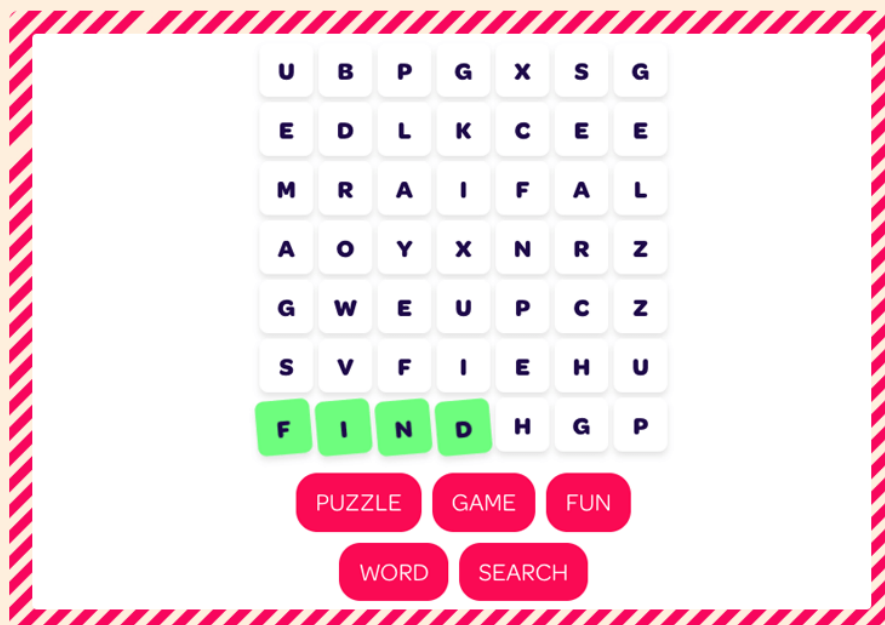 U B P G X S G
E D L K C E E
M R A I F A L
A O Y X N R Z
G W E U P C Z
S V F I E H U
F I N D H G P
PUZZLE GAME FUN
WORD SEARCH